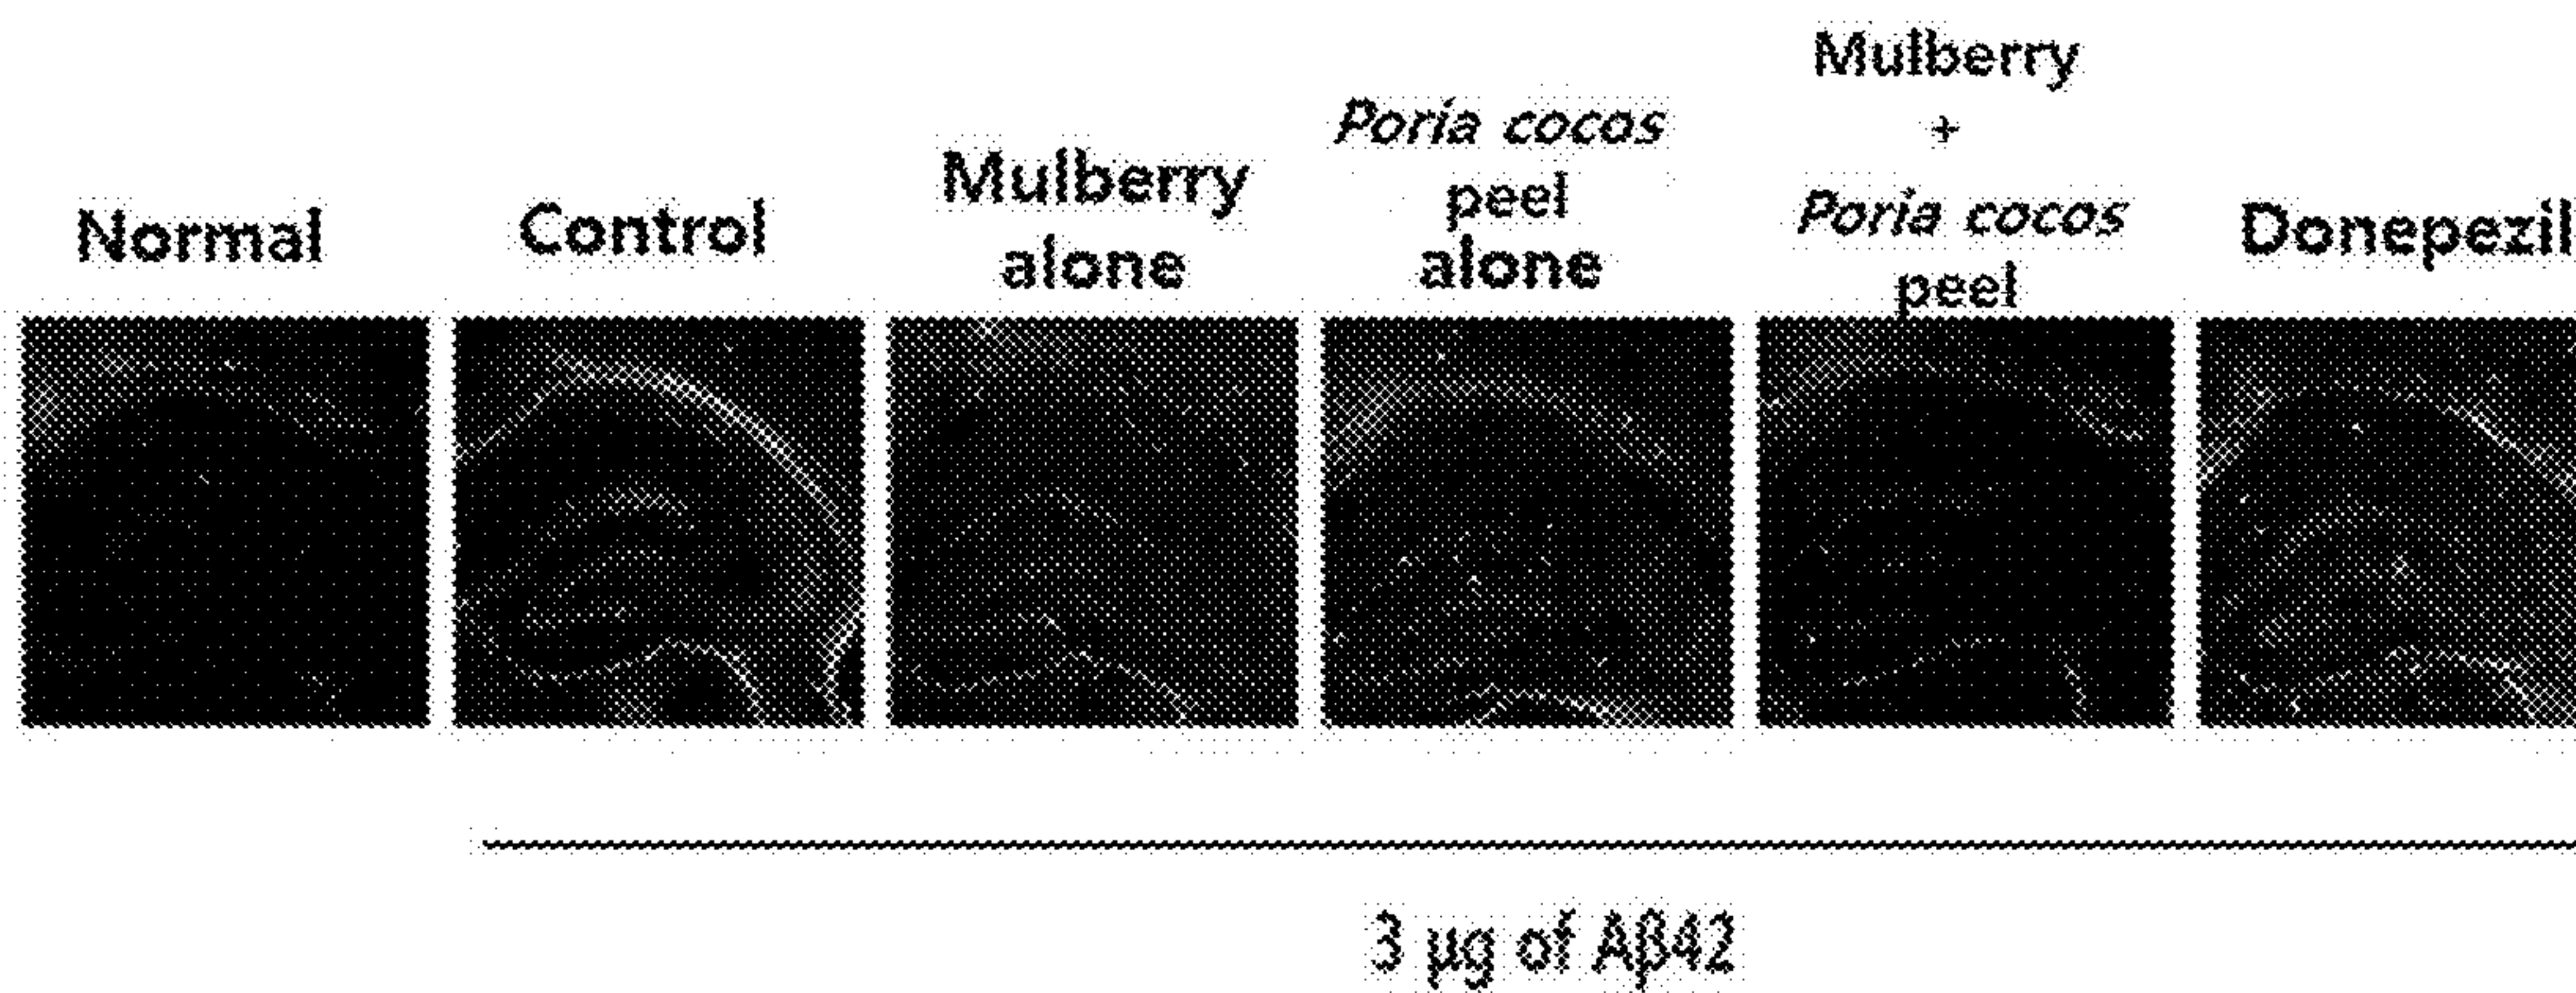 Normal
Control
Mulberry
alone
Poria cocos
peel
alone
Mulberry
+
Poria cocos
peel
Donepezil
3 μg of Aβ42